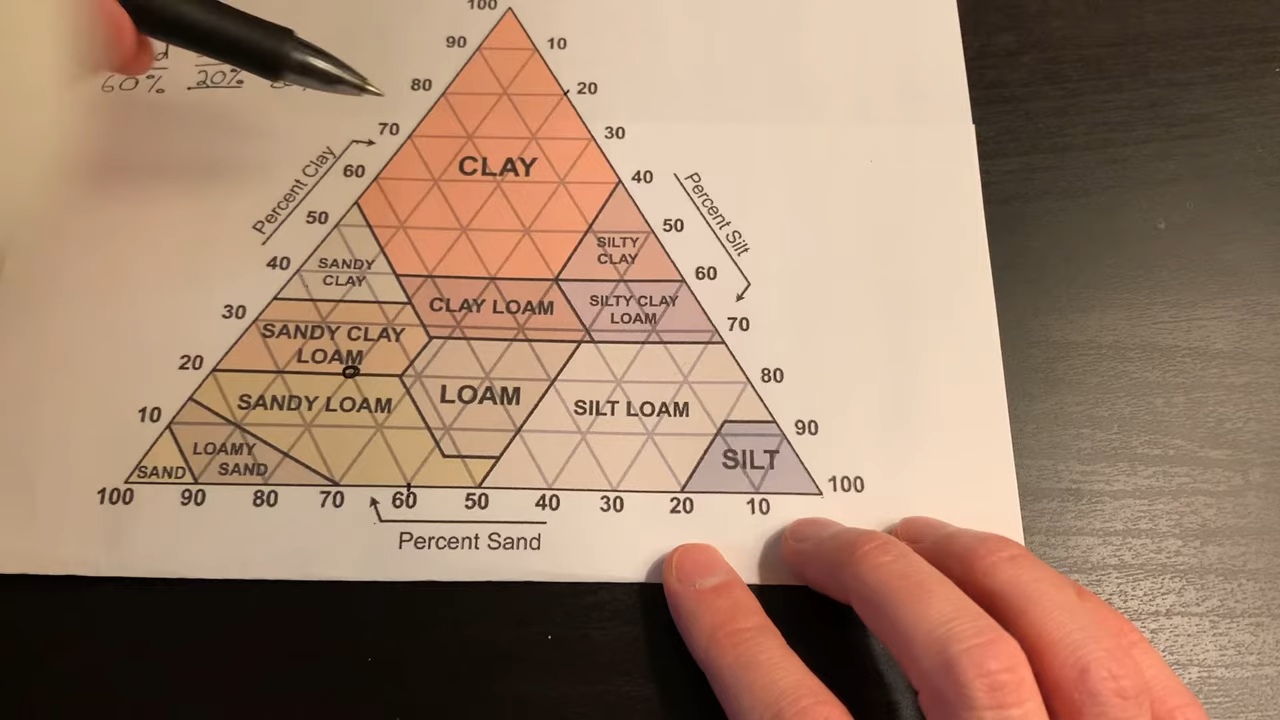 100
90 10
60% 20%
80 20
70 30
CLAY
60 40
Percent Clay
Percent Silt
50 50
SILTY
CLAY
40 SANDY
CLAY
60
30 CLAY LOAM SILTY CLAY
LOAM
70
SANDY CLAY
LOAM
20 80
LOAM
SANDY LOAM SILT LOAM
10 90
LOAMY
SAND
SILT
SAND
100 90 80 70 60 50 40 30 20 10 100
Percent Sand